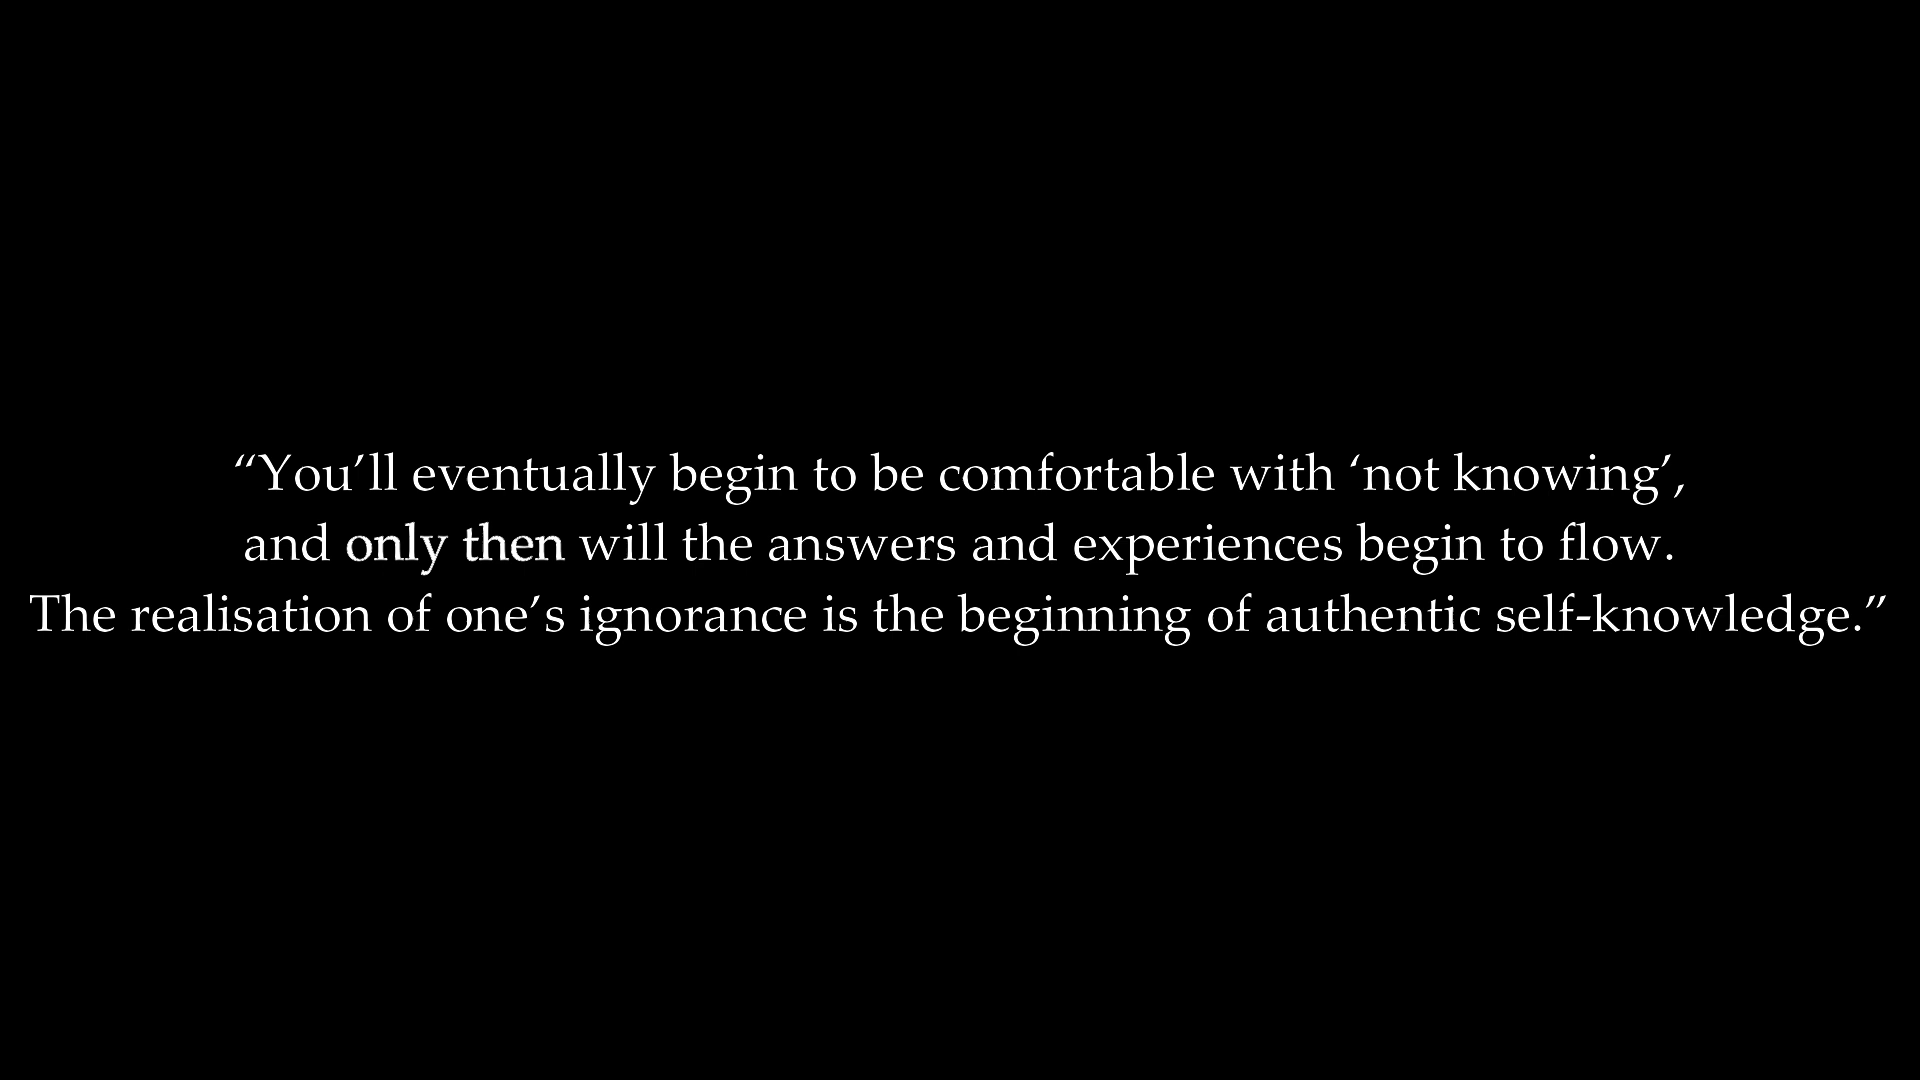 “You’ll eventually begin to be comfortable with ‘not knowing’,
and only then will the answers and experiences begin to flow.
The realisation of one’s ignorance is the beginning of authentic self-knowledge.”